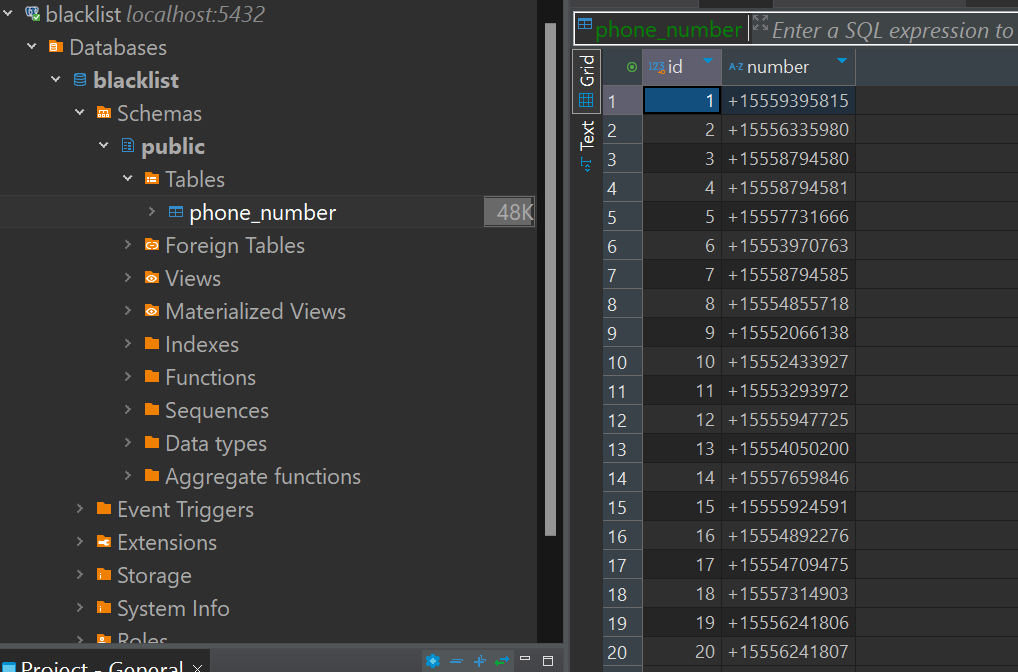 blacklist localhost:5432
Databases
blacklist
Schemas
public
Tables
phone_number 48K
Foreign Tables
Views
Materialized Views
Indexes
Functions
Sequences
Data types
Aggregate functions
Event Triggers
Extensions
Storage
System Info
Roles
Project - General ×
phone_number Enter a SQL expression to
Grid
Text
123 id A-Z number
1 1 +15559395815
2 2 +15556335980
3 3 +15558794580
4 4 +15558794581
5 5 +15557731666
6 6 +15553970763
7 7 +15558794585
8 8 +15554855718
9 9 +15552066138
10 10 +15552433927
11 11 +15553293972
12 12 +15555947725
13 13 +15554050200
14 14 +15557659846
15 15 +15555924591
16 16 +15554892276
17 17 +15554709475
18 18 +15557314903
19 19 +15556241806
20 20 +15556241807